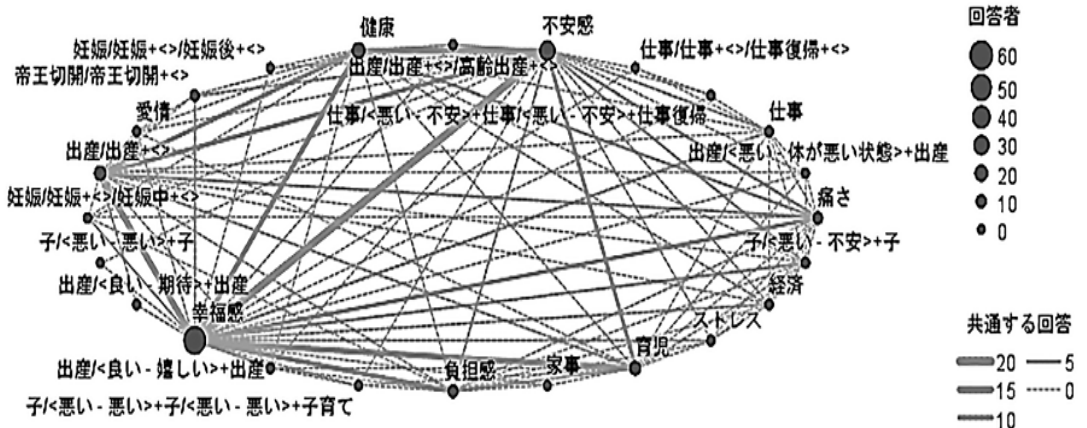 健康
不安感
妊娠/妊娠+<>/妊娠後+<>
仕事/仕事+<>/仕事復帰+<>
帝王切開/帝王切開+<>
出産/出産+<>/高齢出産+<>
愛情
仕事/<悪い - 不安>+仕事/<悪い - 不安>+仕事復帰
仕事
出産/出産+<>
出産/<悪い - 体が悪い状態>+出産
妊娠/妊娠+<>/妊娠中+<>
痛さ
子/<悪い - 悪い>+子
子/<悪い - 不安>+子
出産/<良い - 期待>+出産
経済
幸福感
ストレス
出産/<良い - 嬉しい>+出産
負担感
家事
育児
子/<悪い - 悪い>+子/<悪い - 悪い>+子育て
回答者
60
50
40
30
20
10
0
共通する回答
20 5
15 0
10